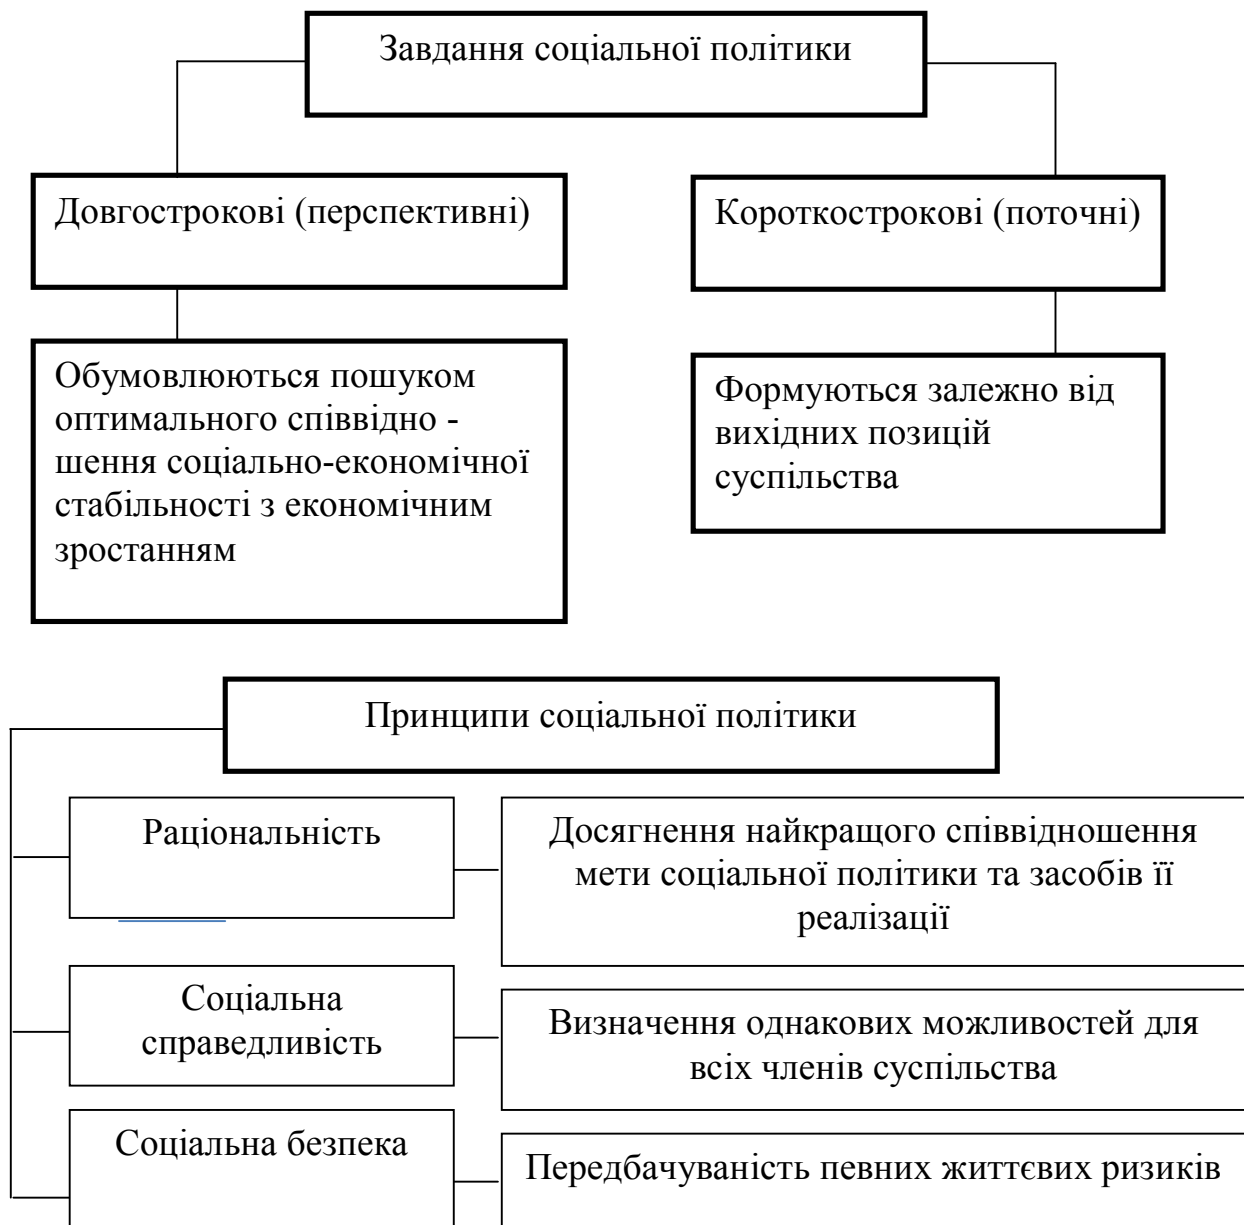 Завдання соціальної політики
Довгострокові (перспективні)
Короткострокові (поточні)
Обумовлюються пошуком
оптимального співвідно -
шення соціально-економічної
стабільності з економічним
зростанням
Формуються залежно від
вихідних позицій
суспільства
Принципи соціальної політики
Раціональність
Досягнення найкращого співвідношення
мети соціальної політики та засобів її
реалізації
Соціальна
справедливість
Визначення однакових можливостей для
всіх членів суспільства
Соціальна безпека
Передбачуваність певних життєвих ризиків